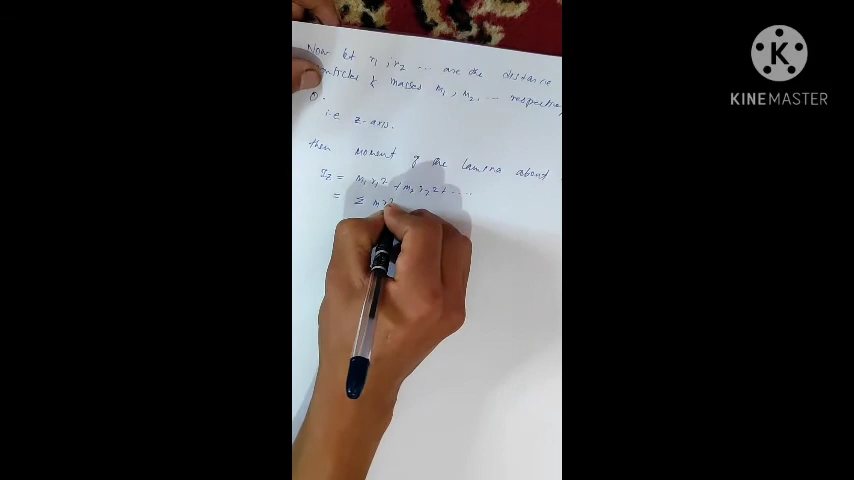 Now let r1, r2 ... are the distance
particles of masses m1, m2, ... respective
O.
i.e z-axis.
then moment of the lamina about
Iz = m1r1² + m2r2² + ....
= Σ mr²
K
KINEMASTER